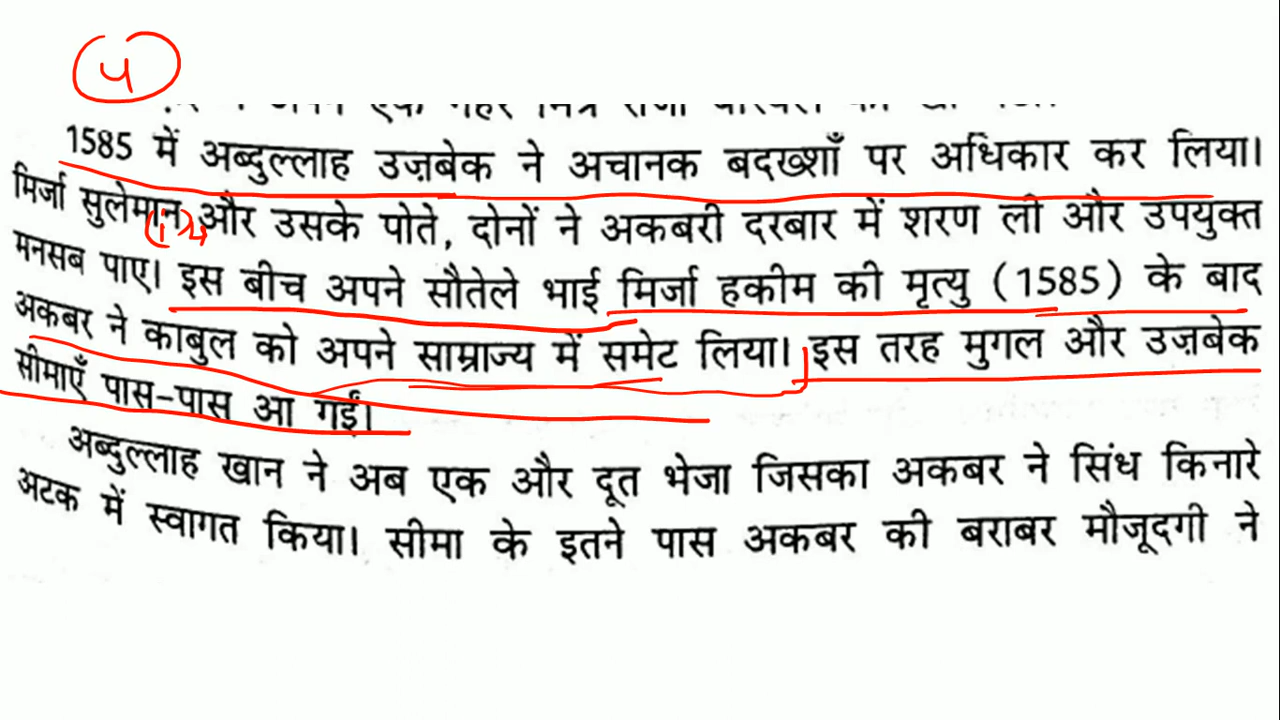 ५
1585 में अब्दुल्लाह उज़बेक ने अचानक बदख्शाँ पर अधिकार कर लिया।
मिर्जा सुलेमान और उसके पोते, दोनों ने अकबरी दरबार में शरण ली और उपयुक्त
मनसब पाए। इस बीच अपने सौतेले भाई मिर्जा हकीम की मृत्यु (1585) के बाद
अकबर ने काबुल को अपने साम्राज्य में समेट लिया। इस तरह मुगल और उज़बेक
सीमाएँ पास-पास आ गईं।
अब्दुल्लाह खान ने अब एक और दूत भेजा जिसका अकबर ने सिंध किनारे
अटक में स्वागत किया। सीमा के इतने पास अकबर की बराबर मौजूदगी ने